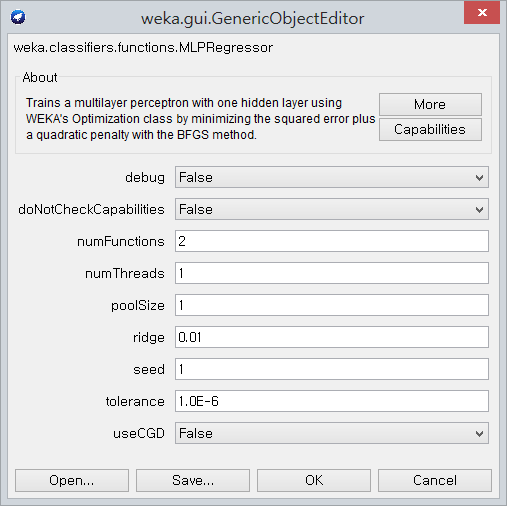 weka.gui.GenericObjectEditor
weka.classifiers.functions.MLPRegressor
About
Trains a multilayer perceptron with one hidden layer using
WEKA's Optimization class by minimizing the squared error plus
a quadratic penalty with the BFGS method.
More
Capabilities
debug False
doNotCheckCapabilities False
numFunctions 2
numThreads 1
poolSize 1
ridge 0.01
seed 1
tolerance 1.0E-6
useCGD False
Open... Save... OK Cancel